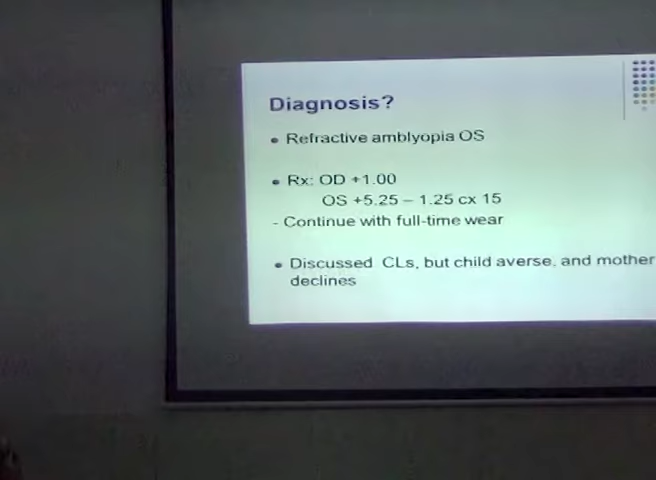 Diagnosis?
• Refractive amblyopia OS
• Rx: OD +1.00
OS +5.25 – 1.25 cx 15
- Continue with full-time wear
• Discussed CLs, but child averse, and mother
declines